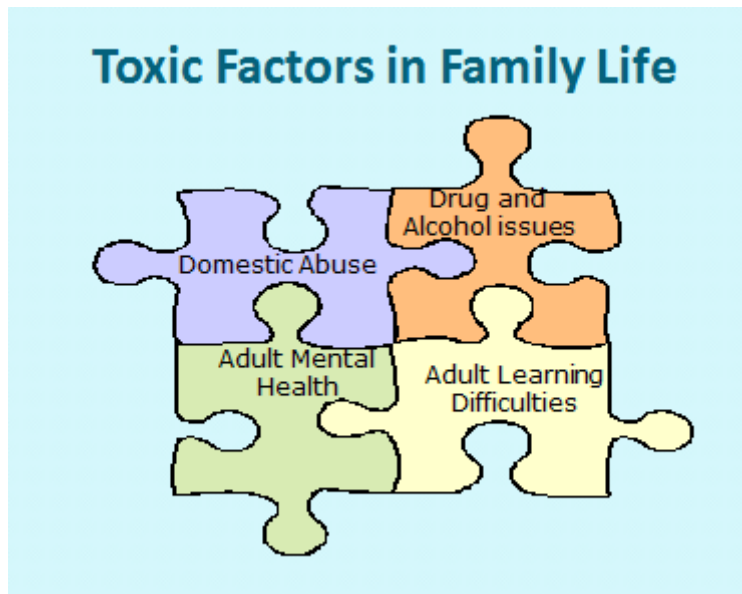 Toxic Factors in Family Life
Drug and
Alcohol issues
Domestic Abuse
Adult Mental
Health
Adult Learning
Difficulties